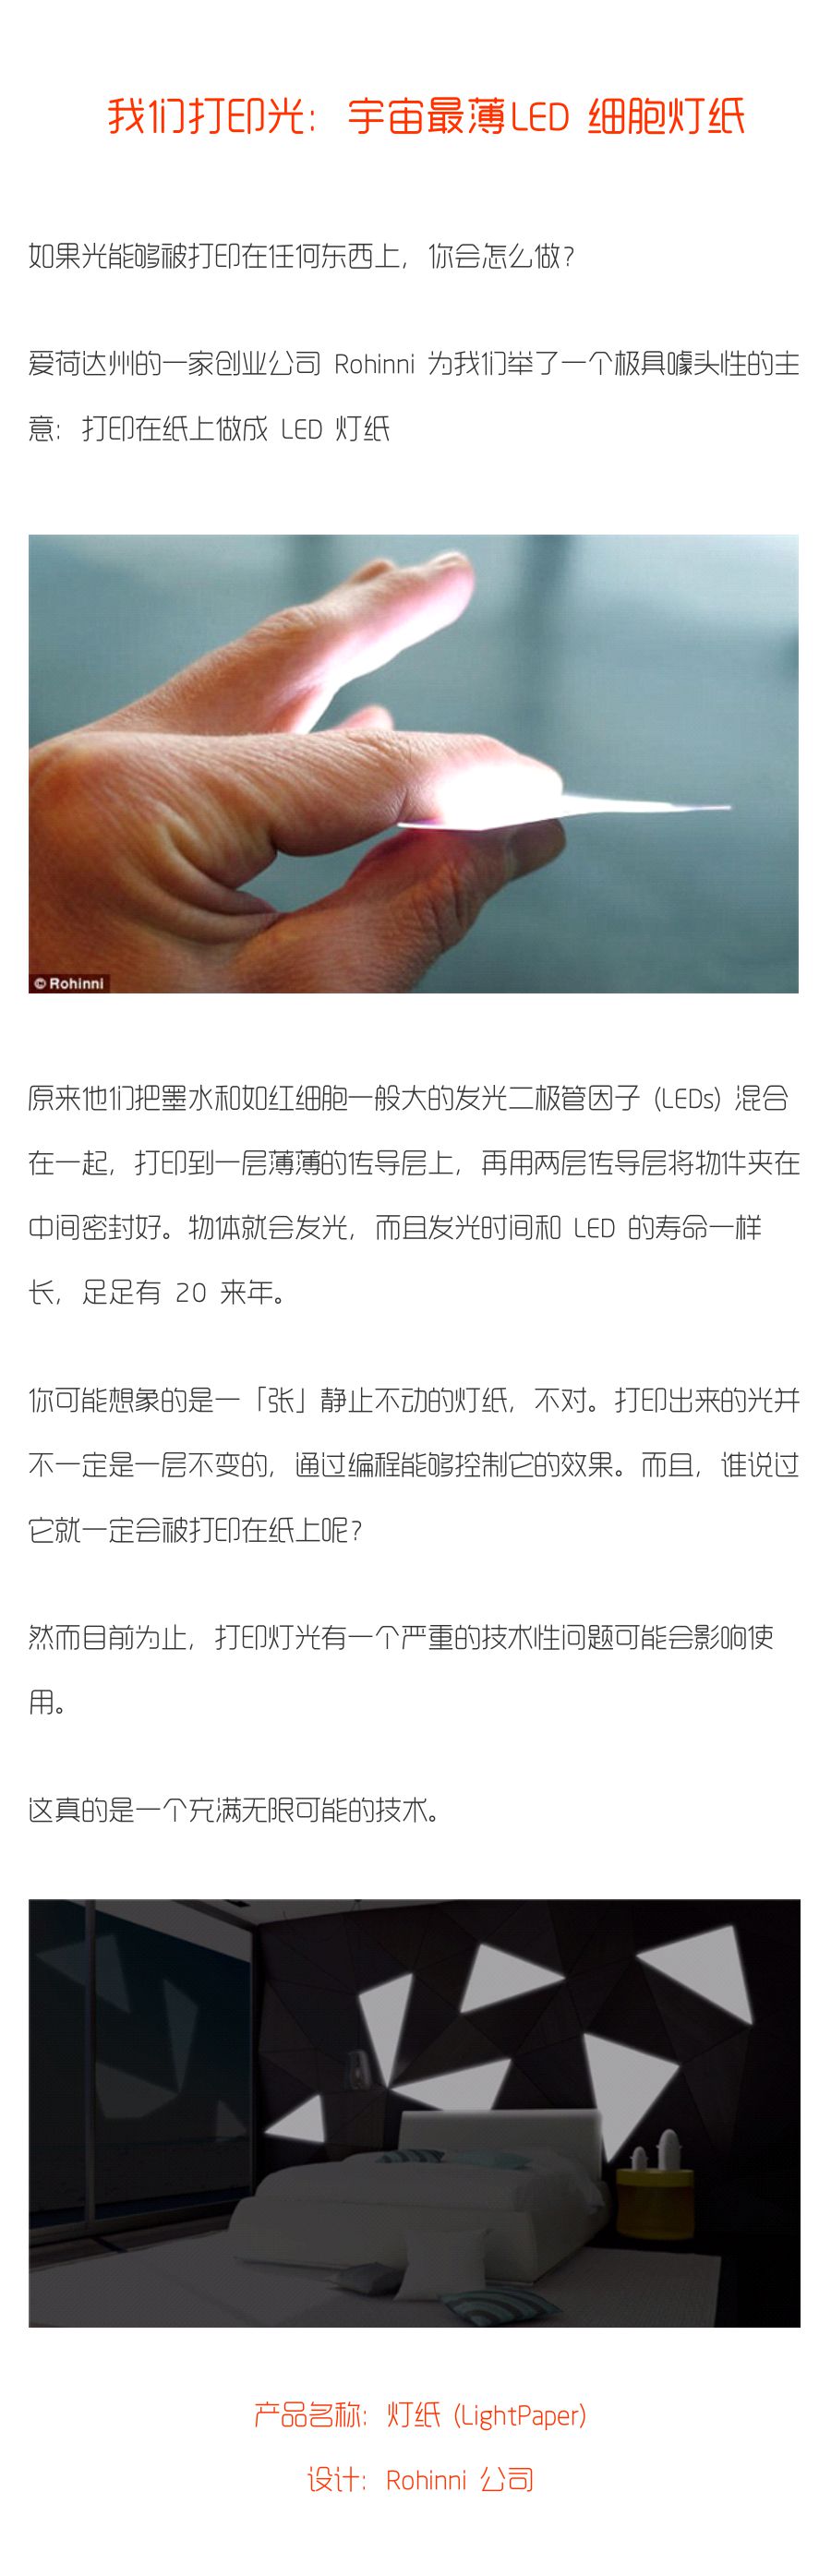 我们打印光：宇宙最薄LED 细胞灯纸
如果光能够被打印在任何东西上，你会怎么做？
爱荷达州的一家创业公司 Rohinni 为我们举了一个极具噱头性的主
意：打印在纸上做成 LED 灯纸
© Rohinni
原来他们把墨水和如红细胞一般大的发光二极管因子 (LEDs) 混合
在一起，打印到一层薄薄的传导层上，再用两层传导层将物件夹在
中间密封好。物体就会发光，而且发光时间和 LED 的寿命一样
长，足足有 20 来年。
你可能想象的是一「张」静止不动的灯纸，不对。打印出来的光并
不一定是一层不变的，通过编程能够控制它的效果。而且，谁说过
它就一定会被打印在纸上呢？
然而目前为止，打印灯光有一个严重的技术性问题可能会影响使
用。
这真的是一个充满无限可能的技术。
产品名称：灯纸 (LightPaper)
设计：Rohinni 公司